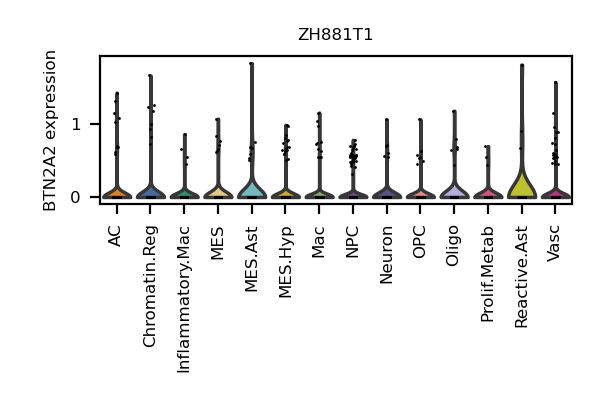 ZH881T1
BTN2A2 expression
1
0
AC
Chromatin.Reg
Inflammatory.Mac
MES
MES.Ast
MES.Hyp
Mac
NPC
Neuron
OPC
Oligo
Prolif.Metab
Reactive.Ast
Vasc